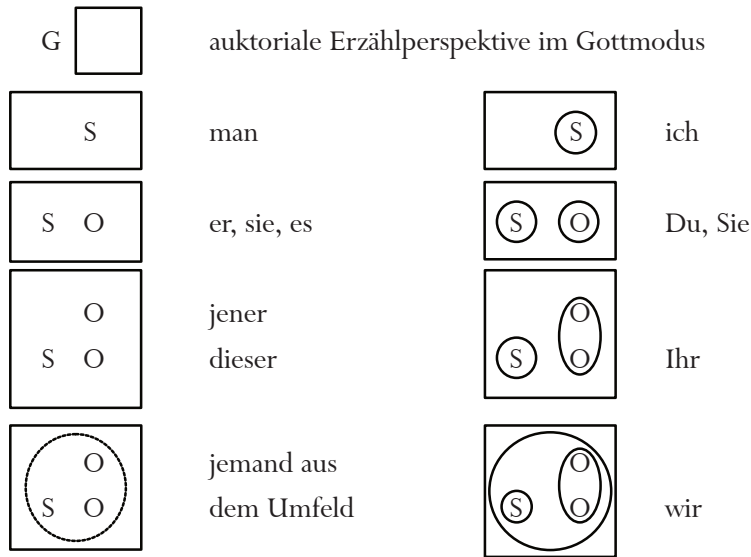 G auktoriale Erzählperspektive im Gottmodus
S man S ich
S O er, sie, es S O Du, Sie
O jener O
S O dieser S O Ihr
O jemand aus O
S O dem Umfeld S O wir